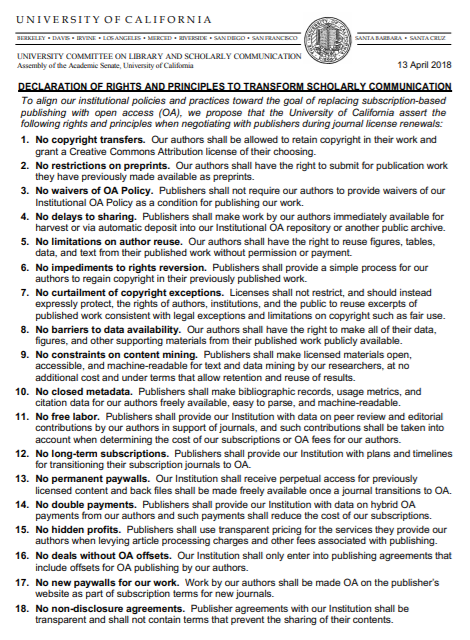 UNIVERSITY OF CALIFORNIA
BERKELEY • DAVIS • IRVINE • LOS ANGELES • MERCED • RIVERSIDE • SAN DIEGO • SAN FRANCISCO
SANTA BARBARA • SANTA CRUZ
UNIVERSITY COMMITTEE ON LIBRARY AND SCHOLARLY COMMUNICATION
Assembly of the Academic Senate, University of California
13 April 2018
DECLARATION OF RIGHTS AND PRINCIPLES TO TRANSFORM SCHOLARLY COMMUNICATION
To align our institutional policies and practices toward the goal of replacing subscription-based
publishing with open access (OA), we propose that the University of California assert the
following rights and principles when negotiating with publishers during journal license renewals:
1. No copyright transfers. Our authors shall be allowed to retain copyright in their work and
grant a Creative Commons Attribution license of their choosing.
2. No restrictions on preprints. Our authors shall have the right to submit for publication work
they have previously made available as preprints.
3. No waivers of OA Policy. Publishers shall not require our authors to provide waivers of our
Institutional OA Policy as a condition for publishing our work.
4. No delays to sharing. Publishers shall make work by our authors immediately available for
harvest or via automatic deposit into our Institutional OA repository or another public archive.
5. No limitations on author reuse. Our authors shall have the right to reuse figures, tables,
data, and text from their published work without permission or payment.
6. No impediments to rights reversion. Publishers shall provide a simple process for our
authors to regain copyright in their previously published work.
7. No curtailment of copyright exceptions. Licenses shall not restrict, and should instead
expressly protect, the rights of authors, institutions, and the public to reuse excerpts of
published work consistent with legal exceptions and limitations on copyright such as fair use.
8. No barriers to data availability. Our authors shall have the right to make all of their data,
figures, and other supporting materials from their published work publicly available.
9. No constraints on content mining. Publishers shall make licensed materials open,
accessible, and machine-readable for text and data mining by our researchers, at no
additional cost and under terms that allow retention and reuse of results.
10. No closed metadata. Publishers shall make bibliographic records, usage metrics, and
citation data for our authors freely available, easy to parse, and machine-readable.
11. No free labor. Publishers shall provide our Institution with data on peer review and editorial
contributions by our authors in support of journals, and such contributions shall be taken into
account when determining the cost of our subscriptions or OA fees for our authors.
12. No long-term subscriptions. Publishers shall provide our Institution with plans and timelines
for transitioning their subscription journals to OA.
13. No permanent paywalls. Our Institution shall receive perpetual access for previously
licensed content and back files shall be made freely available once a journal transitions to OA.
14. No double payments. Publishers shall provide our Institution with data on hybrid OA
payments from our authors and such payments shall reduce the cost of our subscriptions.
15. No hidden profits. Publishers shall use transparent pricing for the services they provide our
authors when levying article processing charges and other fees associated with publishing.
16. No deals without OA offsets. Our Institution shall only enter into publishing agreements that
include offsets for OA publishing by our authors.
17. No new paywalls for our work. Work by our authors shall be made OA on the publisher's
website as part of subscription terms for new journals.
18. No non-disclosure agreements. Publisher agreements with our Institution shall be
transparent and shall not contain terms that prevent the sharing of their contents.